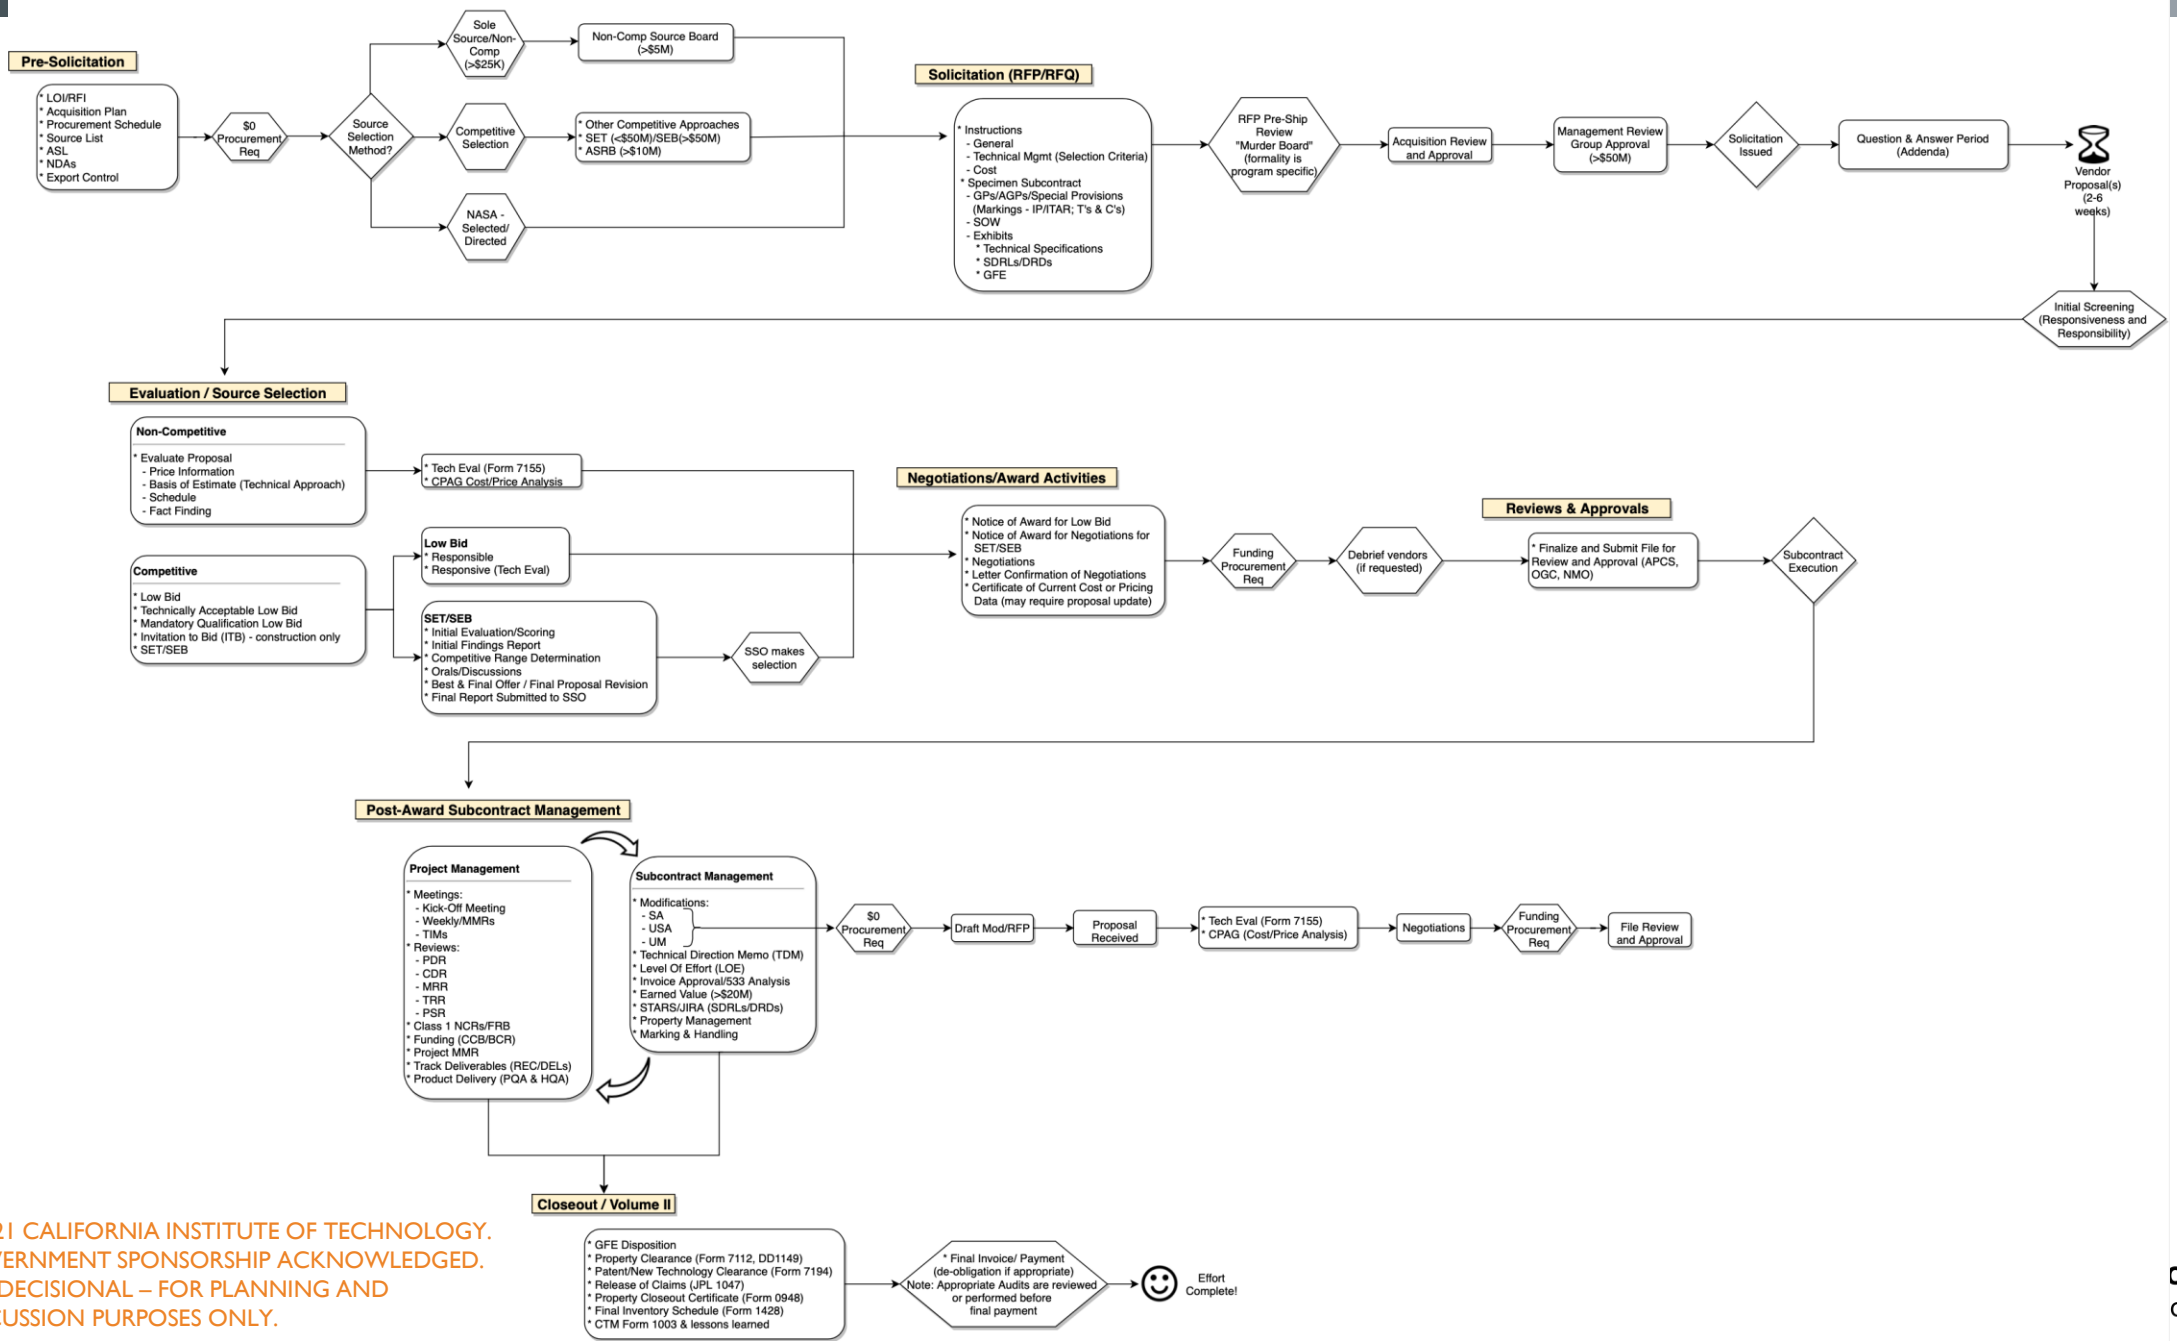 Pre-Solicitation
* LOI/RFI
* Acquisition Plan
* Procurement Schedule
* Source List
* ASL
* NDAs
* Export Control
$0
Procurement
Req
Source
Selection
Method?
Sole
Source/Non-
Comp
(>$25K)
Non-Comp Source Board
(>$5M)
Competitive
Selection
* Other Competitive Approaches
* SET (<$50M)/SEB(>$50M)
* ASRB (>$10M)
NASA -
Selected/
Directed
Solicitation (RFP/RFQ)
* Instructions
- General
- Technical Mgmt (Selection Criteria)
- Cost
* Specimen Subcontract
- GPs/AGPs/Special Provisions
(Markings - IP/ITAR; T's & C's)
- SOW
- Exhibits
* Technical Specifications
* SDRLs/DRDs
* GFE
RFP Pre-Ship
Review
"Murder Board"
(formality is
program specific)
Acquisition Review
and Approval
Management Review
Group Approval
(>$50M)
Solicitation
Issued
Question & Answer Period
(Addenda)
Vendor
Proposal(s)
(2-6
weeks)
Initial Screening
(Responsiveness and
Responsibility)
Evaluation / Source Selection
Non-Competitive
* Evaluate Proposal
- Price Information
- Basis of Estimate (Technical Approach)
- Schedule
- Fact Finding
* Tech Eval (Form 7155)
* CPAG Cost/Price Analysis
Competitive
* Low Bid
* Technically Acceptable Low Bid
* Mandatory Qualification Low Bid
* Invitation to Bid (ITB) - construction only
* SET/SEB
Low Bid
* Responsible
* Responsive (Tech Eval)
SET/SEB
* Initial Evaluation/Scoring
* Initial Findings Report
* Competitive Range Determination
* Orals/Discussions
* Best & Final Offer / Final Proposal Revision
* Final Report Submitted to SSO
SSO makes
selection
Negotiations/Award Activities
* Notice of Award for Low Bid
* Notice of Award for Negotiations for
SET/SEB
* Negotiations
* Letter Confirmation of Negotiations
* Certificate of Current Cost or Pricing
Data (may require proposal update)
Funding
Procurement
Req
Debrief vendors
(if requested)
Reviews & Approvals
* Finalize and Submit File for
Review and Approval (APCS,
OGC, NMO)
Subcontract
Execution
Post-Award Subcontract Management
Project Management
* Meetings:
- Kick-Off Meeting
- Weekly/MMRs
- TIMs
* Reviews:
- PDR
- CDR
- MRR
- TRR
- PSR
* Class 1 NCRs/FRB
* Funding (CCB/BCR)
* Project MMR
* Track Deliverables (REC/DELs)
* Product Delivery (PQA & HQA)
Subcontract Management
* Modifications:
- SA
- USA
- UM
* Technical Direction Memo (TDM)
* Level Of Effort (LOE)
* Invoice Approval/533 Analysis
* Earned Value (>$20M)
* STARS/JIRA (SDRLs/DRDs)
* Property Management
* Marking & Handling
$0
Procurement
Req
Draft Mod/RFP
Proposal
Received
* Tech Eval (Form 7155)
* CPAG (Cost/Price Analysis)
Negotiations
Funding
Procurement
Req
File Review
and Approval
Closeout / Volume II
* GFE Disposition
* Property Clearance (Form 7112, DD1149)
* Patent/New Technology Clearance (Form 7194)
* Release of Claims (JPL 1047)
* Property Closeout Certificate (Form 0948)
* Final Inventory Schedule (Form 1428)
* CTM Form 1003 & lessons learned
* Final Invoice/ Payment
(de-obligation if appropriate)
Note: Appropriate Audits are reviewed
or performed before
final payment
Effort
Complete!
21 CALIFORNIA INSTITUTE OF TECHNOLOGY.
ERNMENT SPONSORSHIP ACKNOWLEDGED.
DECISIONAL – FOR PLANNING AND
CUSSION PURPOSES ONLY.